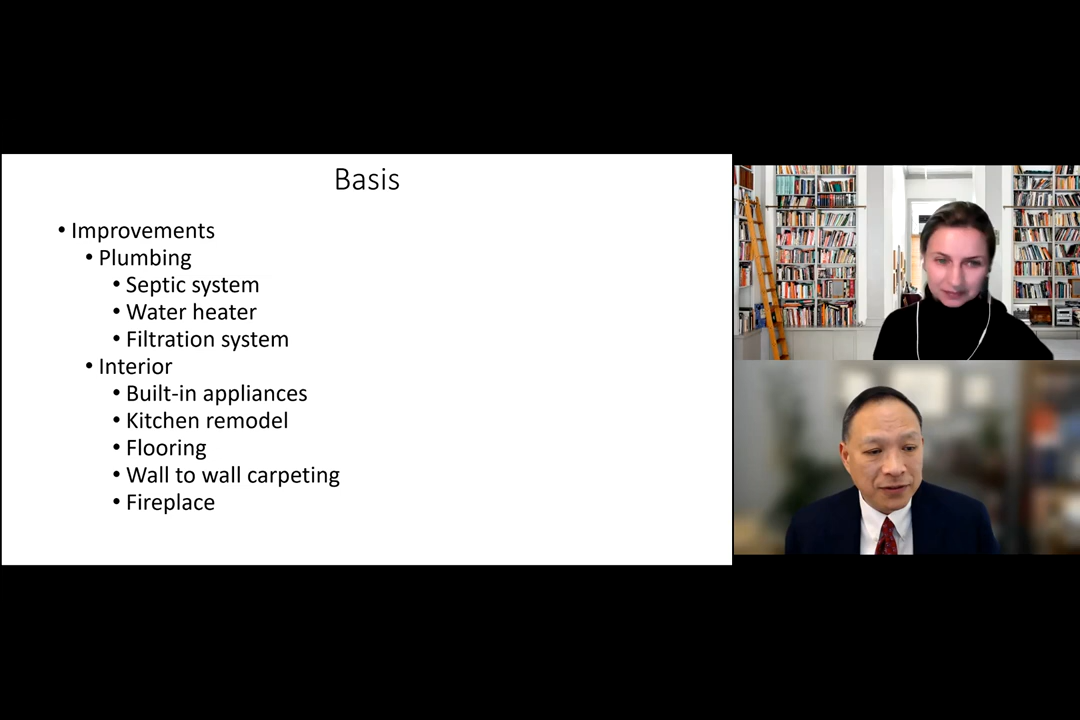 Basis
• Improvements
• Plumbing
• Septic system
• Water heater
• Filtration system
• Interior
• Built-in appliances
• Kitchen remodel
• Flooring
• Wall to wall carpeting
• Fireplace